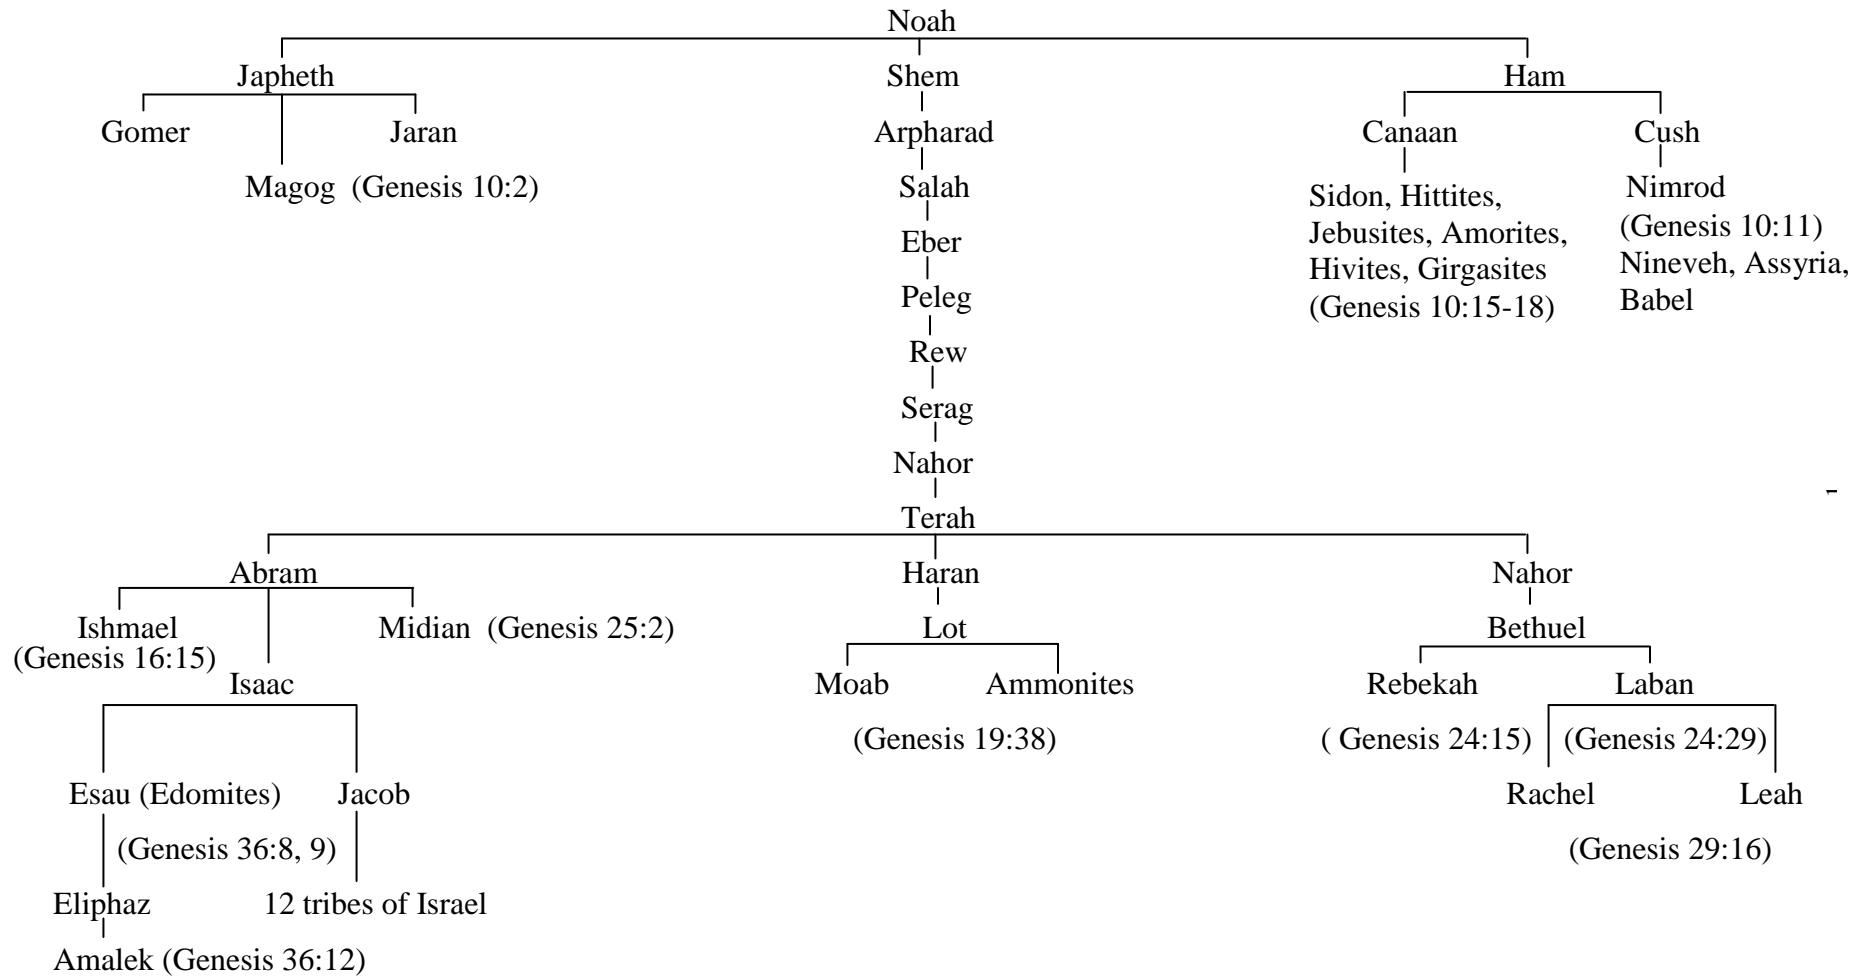 Noah
Japheth Shem Ham
Gomer Jaran Arpharad Canaan Cush
Magog (Genesis 10:2) Salah Nimrod
Sidon, Hittites,
(Genesis 10:11)
Jebusites, Amorites,
Eber
Nineveh, Assyria,
Hivites, Girgasites
Peleg Babel
(Genesis 10:15-18)
Rew
Serag
Nahor
Terah
Abram Haran Nahor
Ishmael Midian (Genesis 25:2) Lot Bethuel
(Genesis 16:15)
Isaac Moab Ammonites Rebekah Laban
(Genesis 19:38) ( Genesis 24:15) (Genesis 24:29)
Esau (Edomites) Jacob Rachel Leah
(Genesis 36:8, 9) (Genesis 29:16)
Eliphaz 12 tribes of Israel
Amalek (Genesis 36:12)